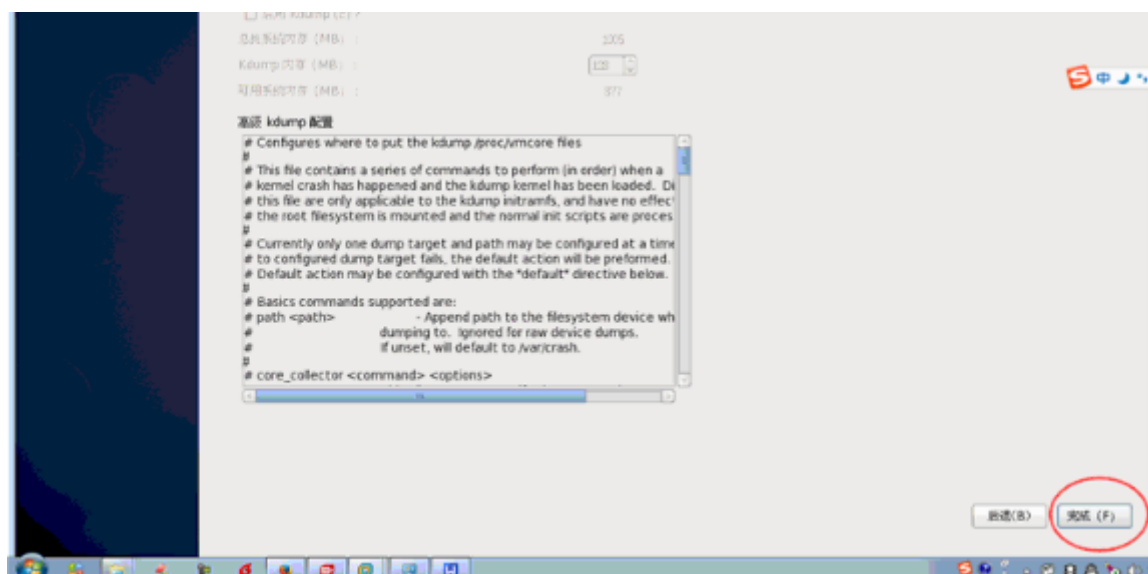 启用 kdump (E) ?
总共系统内存 (MB) : 1005
Kdump 内存 (MB) : 128
可用系统内存 (MB) : 877
高级 kdump 配置
# Configures where to put the kdump /proc/vmcore files
#
# This file contains a series of commands to perform (in order) when a
# kernel crash has happened and the kdump kernel has been loaded. Di
# this file are only applicable to the kdump initramfs, and have no effect
# the root filesystem is mounted and the normal init scripts are proces
#
# Currently only one dump target and path may be configured at a time
# to configured dump target fails, the default action will be preformed.
# Default action may be configured with the "default" directive below.
#
# Basics commands supported are:
# path <path> - Append path to the filesystem device wh
# dumping to. Ignored for raw device dumps.
# If unset, will default to /var/crash.
#
# core_collector <command> <options>
后退(B) 完成 (F)
中